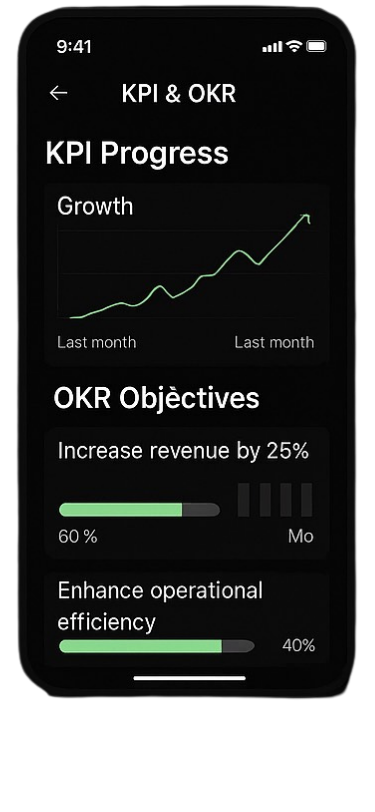 9:41
KPI & OKR
KPI Progress
Growth
Last month Last month
OKR Objèctives
Increase revenue by 25%
60 % Mo
Enhance operational
efficiency
40%